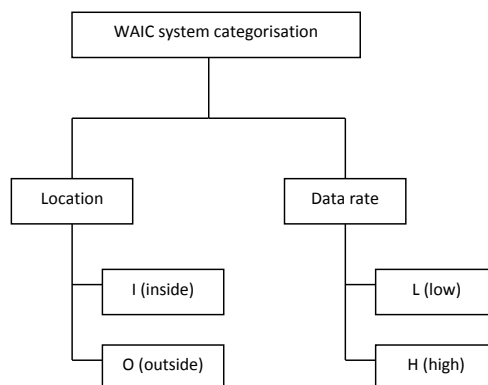 WAIC system categorisation
Location
Data rate
I (inside)
L (low)
O (outside)
H (high)